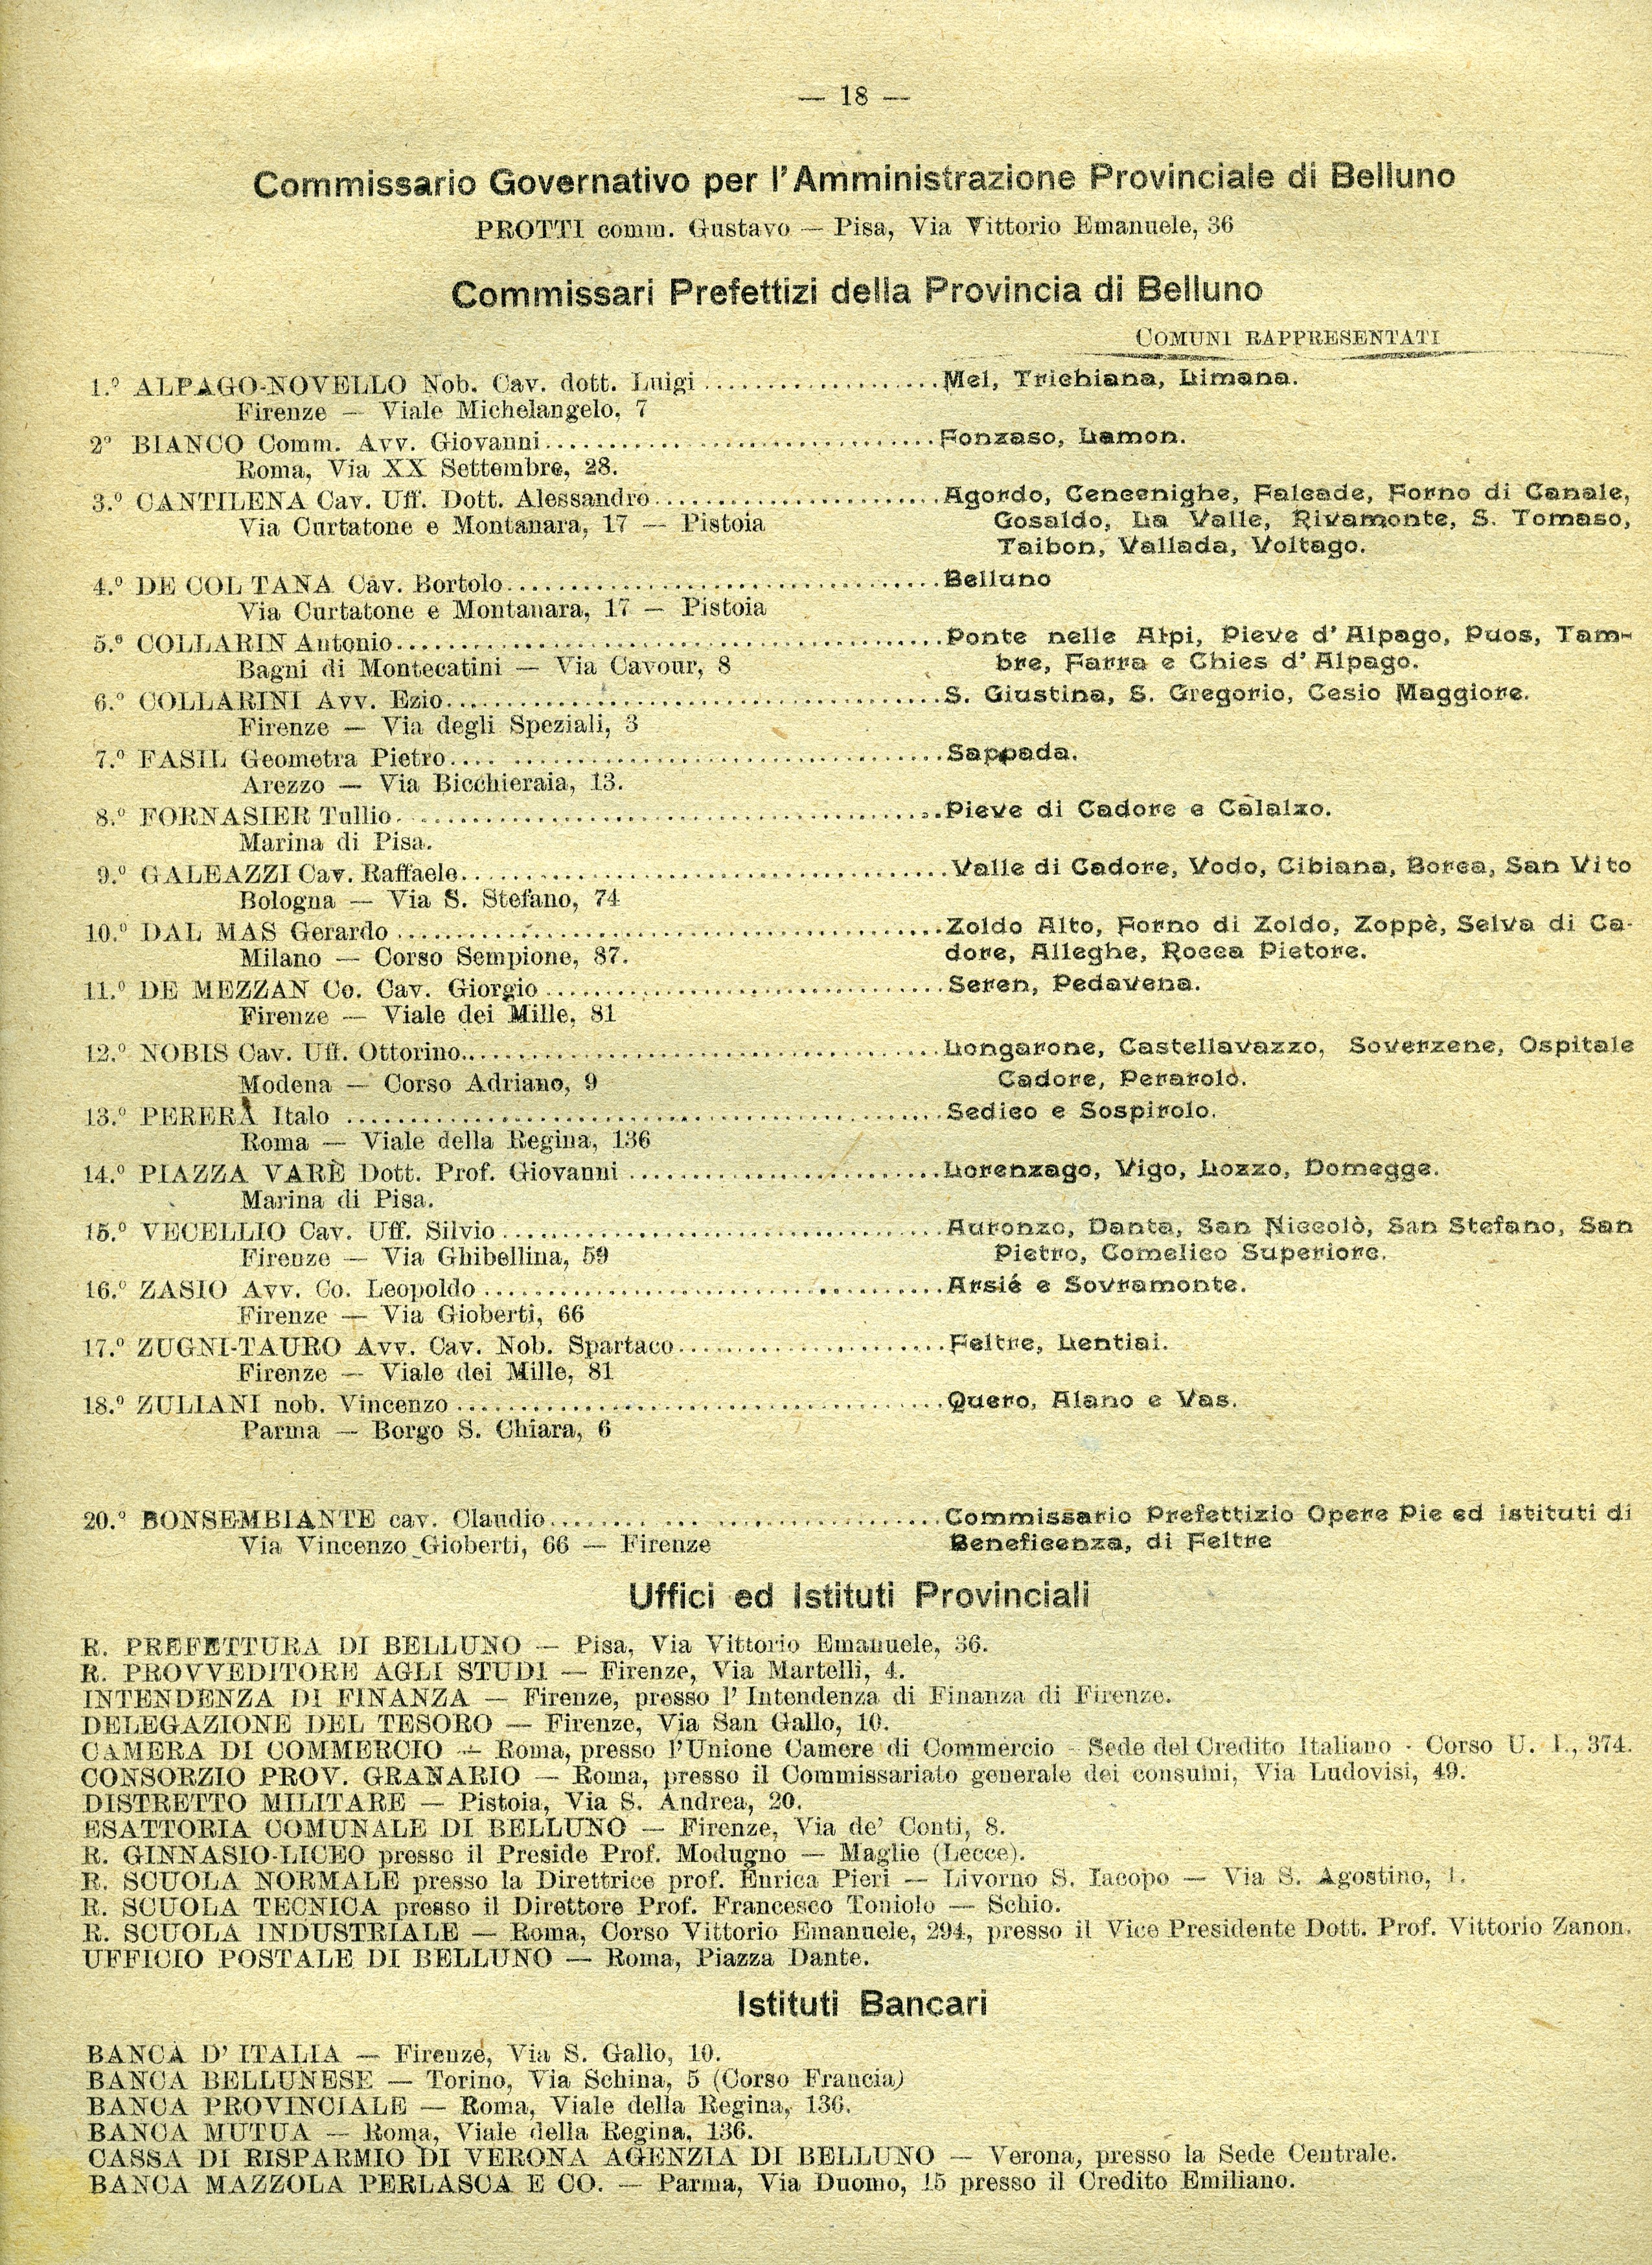 — 18 —
Commissario Governativo per l'Amministrazione Provinciale di Belluno
PROTTI comm. Gustavo — Pisa, Via Vittorio Emanuele, 36
Commissari Prefettizi della Provincia di Belluno
COMUNI RAPPRESENTATI
1.º ALPAGO-NOVELLO Nob. Cav. dott. Luigi .................... Mel, Trichiana, Limana.
Firenze — Viale Michelangelo, 7
2º BIANCO Comm. Avv. Giovanni.................... Fonzaso, Lamon.
Roma, Via XX Settembre, 28.
3.º CANTILENA Cav. Uff. Dott. Alessandro.................... Agordo, Cencenighe, Falcade, Forno di Canale,
Via Curtatone e Montanara, 17 — Pistoia Gosaldo, La Valle, Rivamonte, S. Tomaso,
Taibon, Vallada, Voltago.
4.º DE COL TANA Cav. Bortolo.................... Belluno
Via Curtatone e Montanara, 17 — Pistoia
5.º COLLARIN Antonio.................... Ponte nelle Alpi, Pieve d' Alpago, Puos, Tam-
Bagni di Montecatini — Via Cavour, 8 bre, Farra e Chies d' Alpago.
6.º COLLARINI Avv. Ezio.................... S. Giustina, S. Gregorio, Cesio Maggiore.
Firenze — Via degli Speziali, 3
7.º FASIL Geometra Pietro.................... Sappada.
Arezzo — Via Bicchieraia, 13.
8.º FORNASIER Tullio.................... Pieve di Cadore e Calalzo.
Marina di Pisa.
9.º GALEAZZI Cav. Raffaele.................... Valle di Cadore, Vodo, Cibiana, Borca, San Vito
Bologna — Via S. Stefano, 74
10.º DAL MAS Gerardo .................... Zoldo Alto, Forno di Zoldo, Zoppè, Selva di Ca-
Milano — Corso Sempione, 87. dore, Alleghe, Rocca Pietore.
11.º DE MEZZAN Co. Cav. Giorgio .................... Seren, Pedavena.
Firenze — Viale dei Mille, 81
12.º NOBIS Cav. Uff. Ottorino.................... Longarone, Castellavazzo, Soverzene, Ospitale
Modena — Corso Adriano, 9 Cadore, Perarolo.
13.º PERERA Italo .................... Sedico e Sospirolo.
Roma — Viale della Regina, 136
14.º PIAZZA VARÈ Dott. Prof. Giovanni .................... Lorenzago, Vigo, Lozzo, Domegge.
Marina di Pisa.
15.º VECELLIO Cav. Uff. Silvio .................... Auronzo, Danta, San Niccolò, San Stefano, San
Firenze — Via Ghibellina, 59 Pietro, Comelico Superiore.
16.º ZASIO Avv. Co. Leopoldo .................... Arsié e Sovramonte.
Firenze — Via Gioberti, 66
17.º ZUGNI-TAURO Avv. Cav. Nob. Spartaco.................... Feltre, Lentiai.
Firenze — Viale dei Mille, 81
18.º ZULIANI nob. Vincenzo .................... Quero, Alano e Vas.
Parma — Borgo S. Chiara, 6
20.º BONSEMBIANTE cav. Claudio.................... Commissario Prefettizio Opere Pie ed istituti di
Via Vincenzo Gioberti, 66 — Firenze Beneficenza, di Feltre
Uffici ed Istituti Provinciali
R. PREFETTURA DI BELLUNO — Pisa, Via Vittorio Emanuele, 36.
R. PROVVEDITORE AGLI STUDI — Firenze, Via Martelli, 4.
INTENDENZA DI FINANZA — Firenze, presso l' Intendenza di Finanza di Firenze.
DELEGAZIONE DEL TESORO — Firenze, Via San Gallo, 10.
CAMERA DI COMMERCIO — Roma, presso l'Unione Camere di Commercio - Sede del Credito Italiano - Corso U. I., 374.
CONSORZIO PROV. GRANARIO — Roma, presso il Commissariato generale dei consumi, Via Ludovisi, 49.
DISTRETTO MILITARE — Pistoia, Via S. Andrea, 20.
ESATTORIA COMUNALE DI BELLUNO — Firenze, Via de' Conti, 8.
R. GINNASIO-LICEO presso il Preside Prof. Modugno — Maglie (Lecce).
R. SCUOLA NORMALE presso la Direttrice prof. Enrica Pieri — Livorno S. Iacopo — Via S. Agostino, 1.
R. SCUOLA TECNICA presso il Direttore Prof. Francesco Toniolo — Schio.
R. SCUOLA INDUSTRIALE — Roma, Corso Vittorio Emanuele, 294, presso il Vice Presidente Dott. Prof. Vittorio Zanon.
UFFICIO POSTALE DI BELLUNO — Roma, Piazza Dante.
Istituti Bancari
BANCA D' ITALIA — Firenze, Via S. Gallo, 10.
BANCA BELLUNESE — Torino, Via Schina, 5 (Corso Francia)
BANCA PROVINCIALE — Roma, Viale della Regina, 136.
BANCA MUTUA — Roma, Viale della Regina, 136.
CASSA DI RISPARMIO DI VERONA AGENZIA DI BELLUNO — Verona, presso la Sede Centrale.
BANCA MAZZOLA PERLASCA E CO. — Parma, Via Duomo, 15 presso il Credito Emiliano.